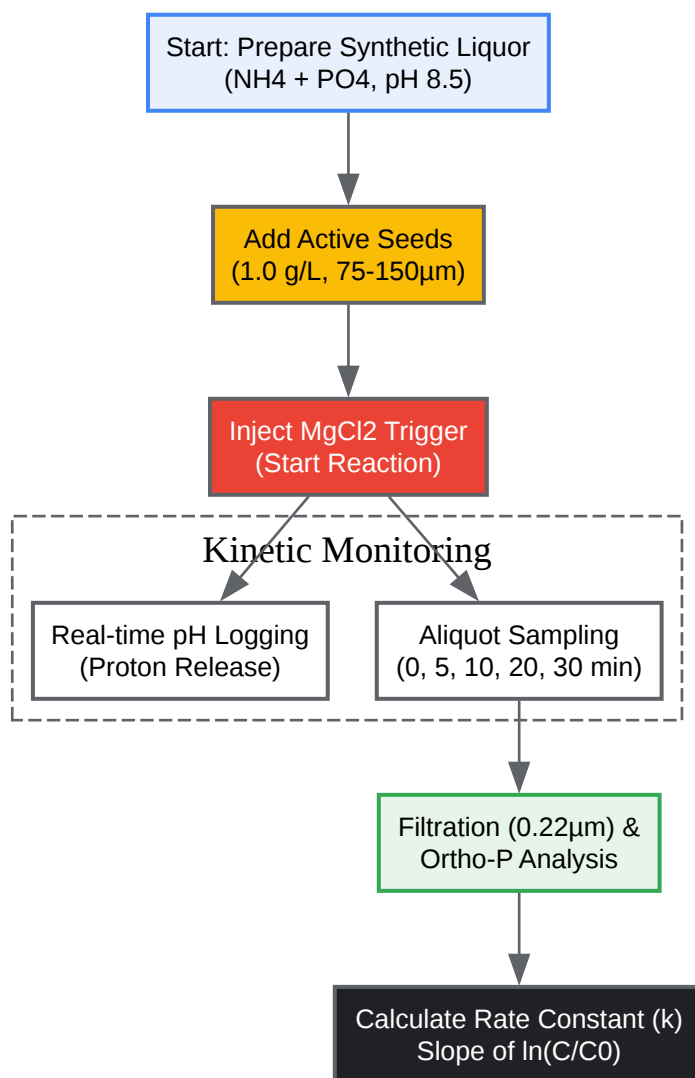 Start: Prepare Synthetic Liquor
(NH4 + PO4, pH 8.5)
Add Active Seeds
(1.0 g/L, 75-150µm)
Inject MgCl2 Trigger
(Start Reaction)
Kinetic Monitoring
Real-time pH Logging
(Proton Release)
Aliquot Sampling
(0, 5, 10, 20, 30 min)
Filtration (0.22µm) &
Ortho-P Analysis
Calculate Rate Constant (k)
Slope of ln(C/C0)